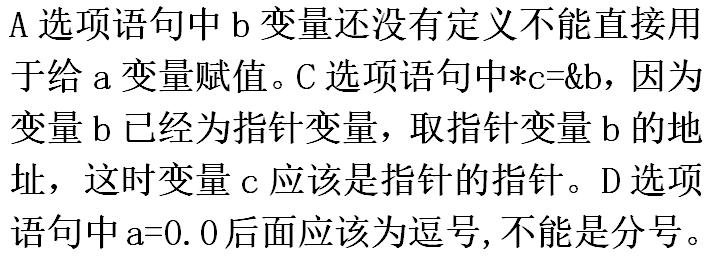 A 选项语句中 b 变量还没有定义不能直接用
于给 a 变量赋值。C 选项语句中*c=&b，因为
变量 b 已经为指针变量，取指针变量 b 的地
址，这时变量 c 应该是指针的指针。D 选项
语句中 a=0.0 后面应该为逗号,不能是分号。